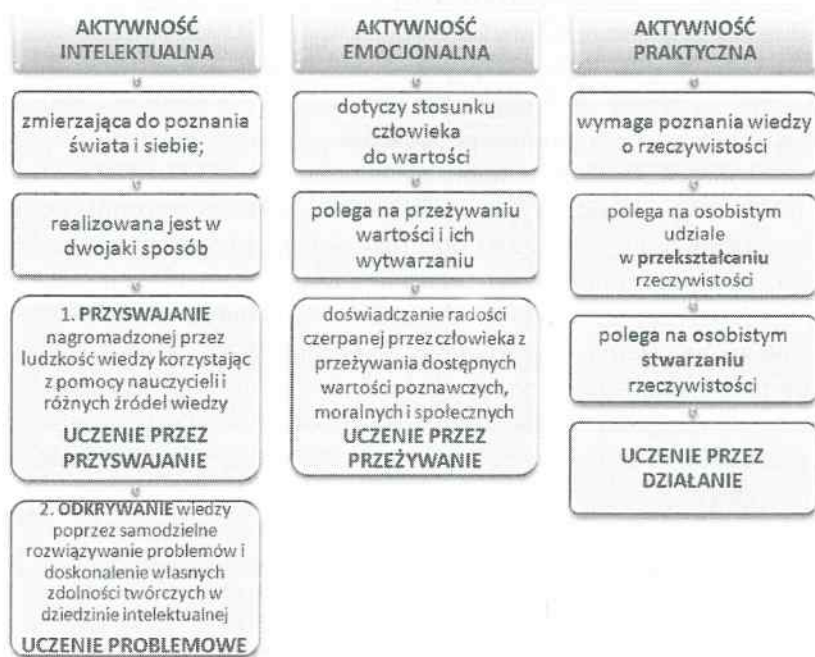 AKTYWNOŚĆ
INTELEKTUALNA
zmierzająca do poznania
świata i siebie;
realizowana jest w
dwojaki sposób
1. PRZYSWAJANIE
nagromadzonej przez
ludzkość wiedzy korzystając
z pomocy nauczycieli i
różnych źródeł wiedzy
UCZENIE PRZEZ
PRZYSWAJANIE
2. ODKRYWANIE wiedzy
poprzez samodzielne
rozwiązywanie problemów i
doskonalenie własnych
zdolności twórczych w
dziedzinie intelektualnej
UCZENIE PROBLEMOWE
AKTYWNOŚĆ
EMOCJONALNA
dotyczy stosunku
człowieka
do wartości
polega na przeżywaniu
wartości i ich
wytwarzaniu
doświadczanie radości
czerpanej przez człowieka z
przeżywania dostępnych
wartości poznawczych,
moralnych i społecznych
UCZENIE PRZEZ
PRZEŻYWANIE
AKTYWNOŚĆ
PRAKTYCZNA
wymaga poznania wiedzy
o rzeczywistości
polega na osobistym
udziale
w przekształcaniu
rzeczywistości
polega na osobistym
stwarzaniu
rzeczywistości
UCZENIE PRZEZ
DZIAŁANIE